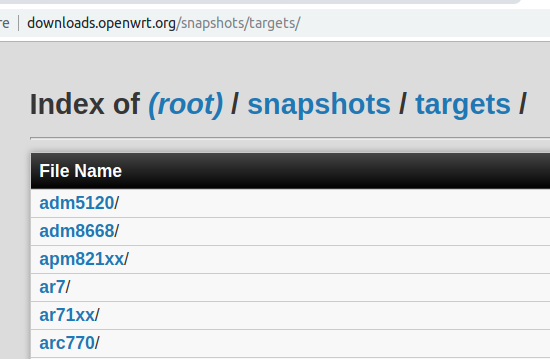 re downloads.openwrt.org/snapshots/targets/
Index of (root) / snapshots / targets /
File Name
adm5120/
adm8668/
apm821xx/
ar7/
ar71xx/
arc770/